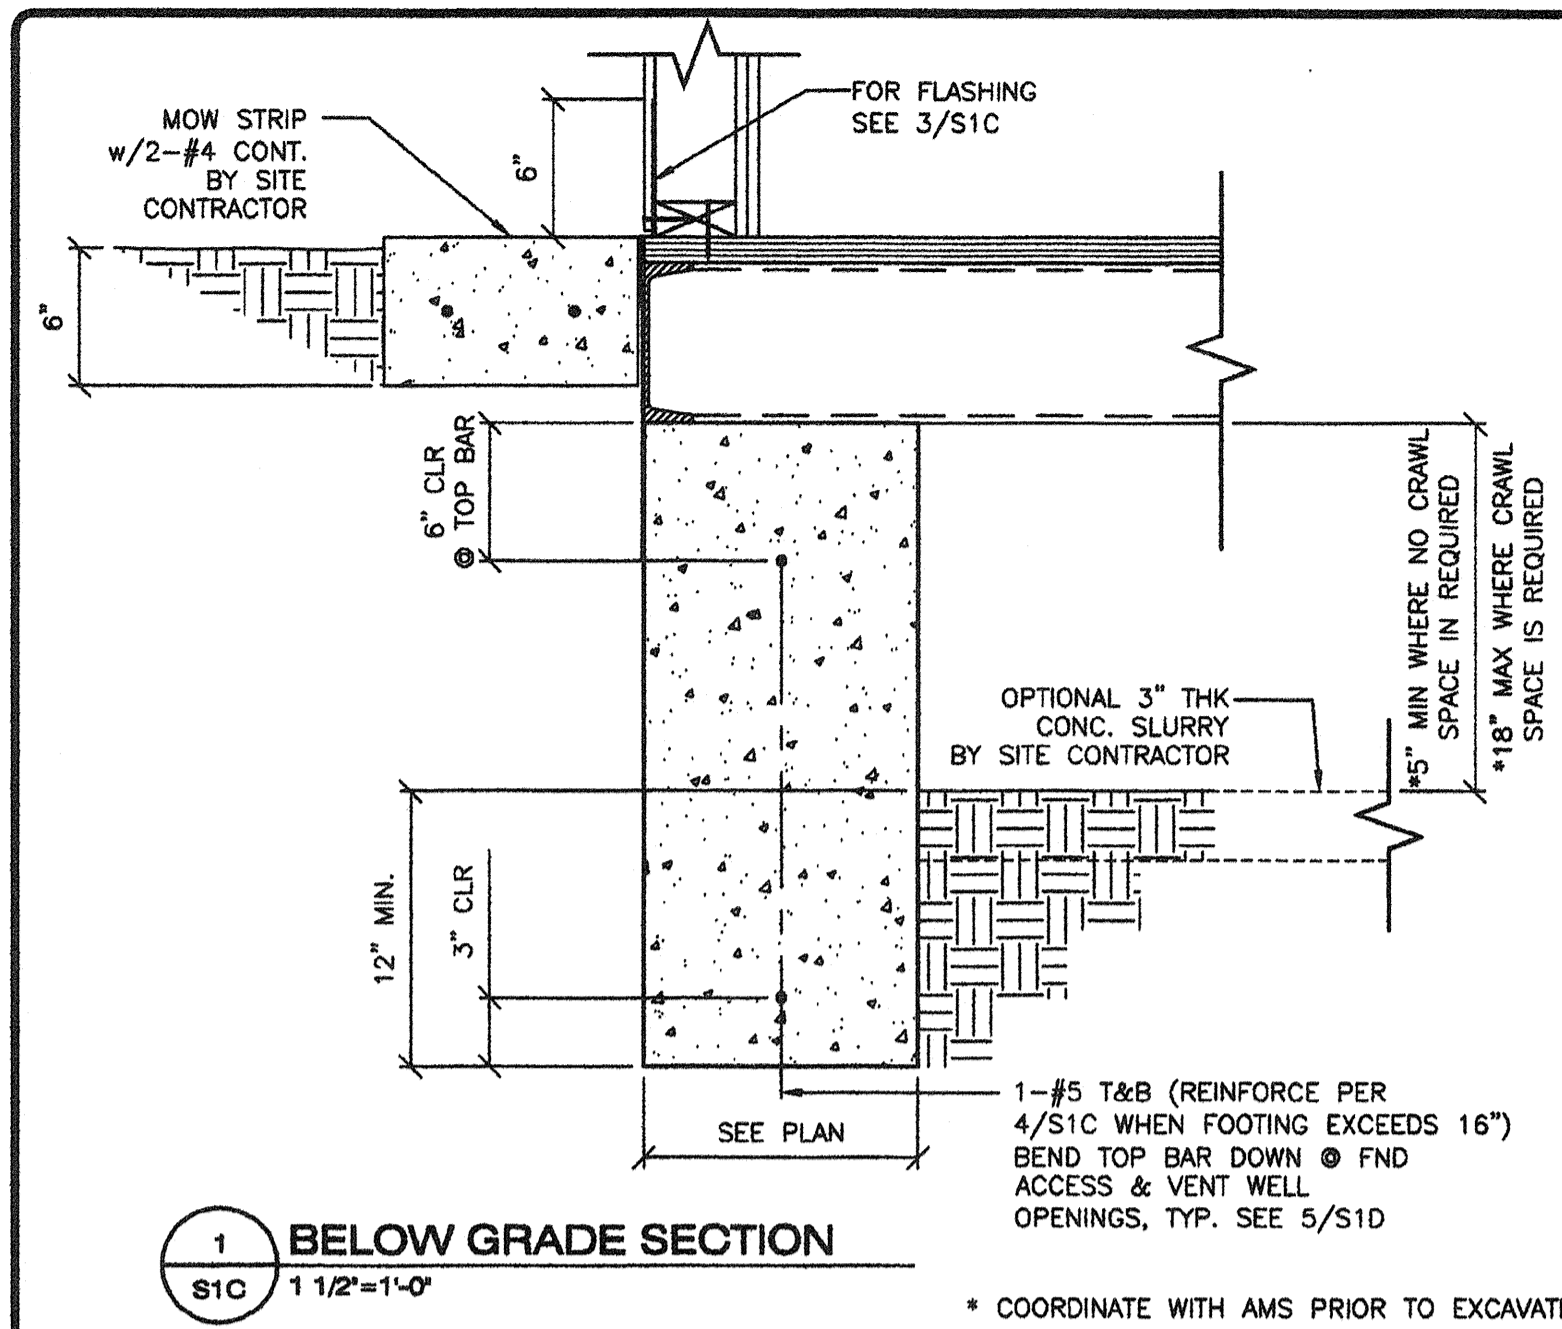 MOW STRIP
w/2-#4 CONT.
BY SITE
CONTRACTOR
FOR FLASHING
SEE 3/S1C
6"
6"
6" CLR
@ TOP BAR
*5" MIN WHERE NO CRAWL
SPACE IN REQUIRED
*18" MAX WHERE CRAWL
SPACE IS REQUIRED
OPTIONAL 3" THK
CONC. SLURRY
BY SITE CONTRACTOR
12" MIN.
3" CLR
SEE PLAN
1-#5 T&B (REINFORCE PER
4/S1C WHEN FOOTING EXCEEDS 16")
BEND TOP BAR DOWN @ FND
ACCESS & VENT WELL
OPENINGS, TYP. SEE 5/S1D
1
S1C
BELOW GRADE SECTION
1 1/2"=1'-0"
* COORDINATE WITH AMS PRIOR TO